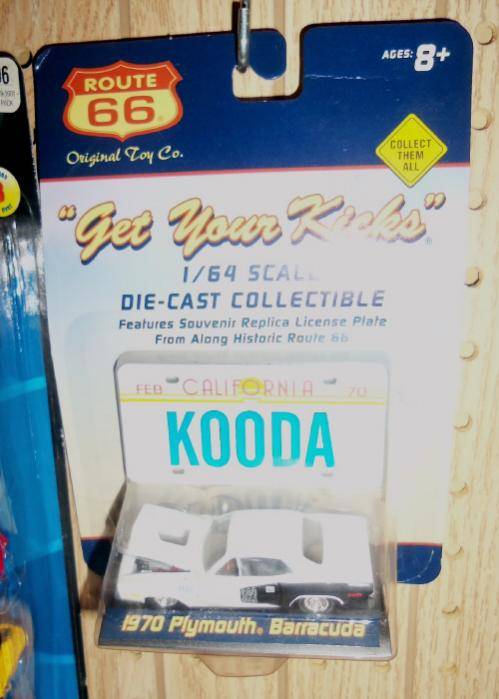 ROUTE
66
Original Toy Co.
AGES: 8+
COLLECT
THEM
ALL
"Get Your Kicks"
1/64 SCALE
DIE-CAST COLLECTIBLE
Features Souvenir Replica License Plate
From Along Historic Route 66
FEB CALIFORNIA 70
KOODA
1970 Plymouth® Barracuda